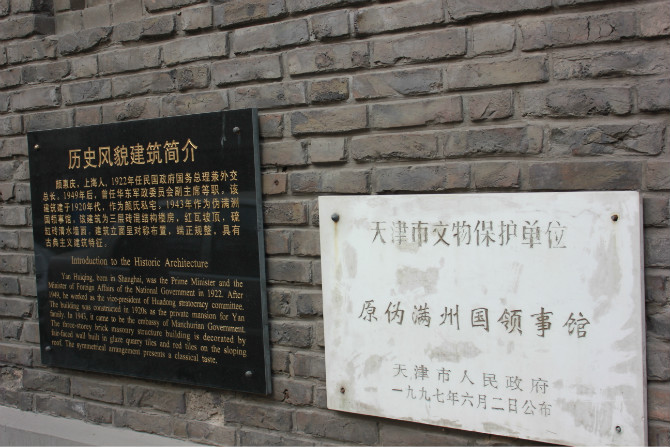 历史风貌建筑简介
颜惠庆,上海人,1922年任民国政府国务总理兼外交
总长,1949年后,曾任华东军政委员会副主席等职,该
建筑建于1920年代,作为颜氏私宅,1943年作为伪满洲
国领事馆,该建筑为三层砖混结构楼房,红瓦坡顶,硫
缸砖清水墙面,建筑立面呈对称布置,端正规整,具有
古典主义建筑特征。
Introduction to the Historic Architecture
Yan Huiqing, born in Shanghai, was the Prime Minister and the
Minister of Foreign Affairs of the National Government in 1922. After
1949, he worked as the vice-president of Huadong stratocracy committee.
The building was constructed in 1920s as the private mansion for Yan
family. In 1943, it came to be the embassy of Manchurian Government.
The three-storey brick masonry structure building is decorated by
fair-faced wall built in glaze quarry tiles and red tiles on the sloping
roof. The symmetrical arrangement presents a classical taste.
天津市文物保护单位
原伪满州国领事馆
天津市人民政府
一九九七年六月二日公布